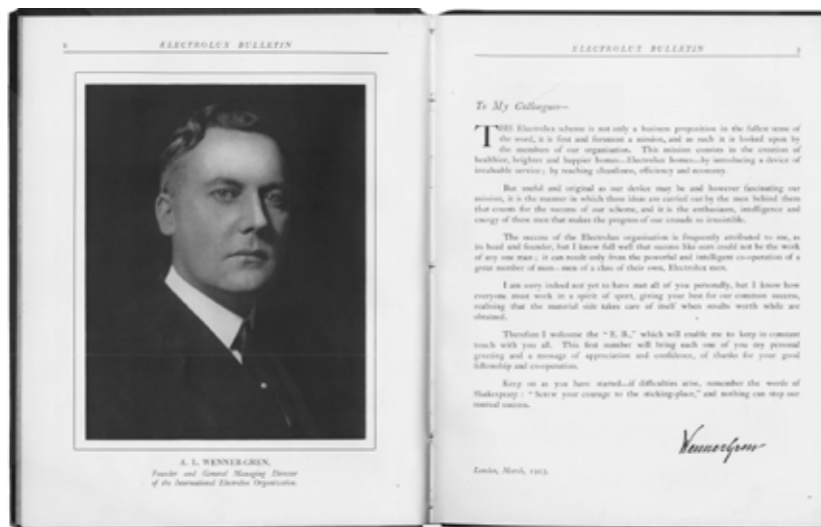 2
ELECTROLUX BULLETIN
A. L. WENNER-GREN,
Founder and General Managing Director
of the International Electrolux Organization.
ELECTROLUX BULLETIN
3
To My Colleagues—
THE Electrolux scheme is not only a business proposition in the fullest sense of
the word, it is first and foremost a mission, and as such it is looked upon by
the members of our organisation. This mission consists in the creation of
healthier, brighter and happier homes—Electrolux homes—by introducing a device of
invaluable service; by teaching cleanliness, efficiency and economy.
But useful and original as our device may be and however fascinating our
mission, it is the manner in which these ideas are carried out by the men behind them
that counts for the success of our scheme, and it is the enthusiasm, intelligence and
energy of these men that makes the progress of our crusade so irresistible.
The success of the Electrolux organisation is frequently attributed to me, as
its head and founder, but I know full well that success like ours could not be the work
of any one man; it can result only from the powerful and intelligent co-operation of a
great number of men—men of a class of their own, Electrolux men.
I am sorry indeed not yet to have met all of you personally, but I know how
everyone must work in a spirit of sport, giving your best for our common success,
realising that the material side takes care of itself when results worth while are
obtained.
Therefore I welcome the "E. B.," which will enable me to keep in constant
touch with you all. This first number will bring each one of you my personal
greeting and a message of appreciation and confidence, of thanks for your good
fellowship and co-operation.
Keep on as you have started—if difficulties arise, remember the words of
Shakespeare: "Screw your courage to the sticking-place," and nothing can stop our
mutual success.
WennerGren
London, March, 1925.